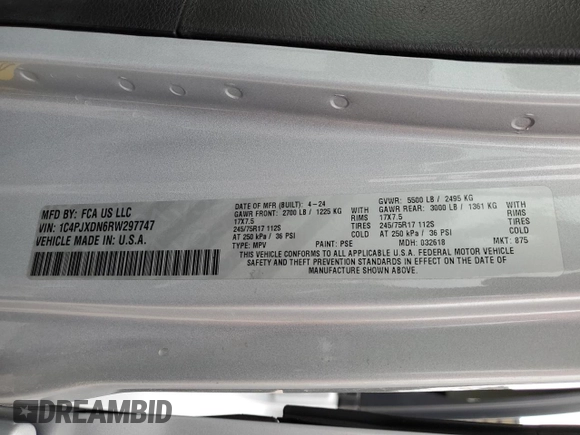 MFD BY: FCA US LLC
VIN: 1C4PJXDN6RW297747
VEHICLE MADE IN U.S.A.
DATE OF MFR (BUILT): 4-24 GVWR: 5500 LB / 2495 KG
GAWR FRONT: 2700 LB / 1225 KG GAWR REAR: 3000 LB / 1361 KG
17X7.5 RIMS 17X7.5 RIMS
245/75R17 112S TIRES 245/75R17 112S TIRES
AT 250 kPa / 36 PSI COLD AT 250 kPa / 36 PSI COLD
TYPE: MPV PAINT: PSE MDH: 032618 MKT: 875
THIS VEHICLE CONFORMS TO ALL APPLICABLE U.S.A. FEDERAL MOTOR VEHICLE
SAFETY AND THEFT PREVENTION STANDARDS IN EFFECT ON THE DATE OF
MANUFACTURE SHOWN ABOVE.
DREAMBID